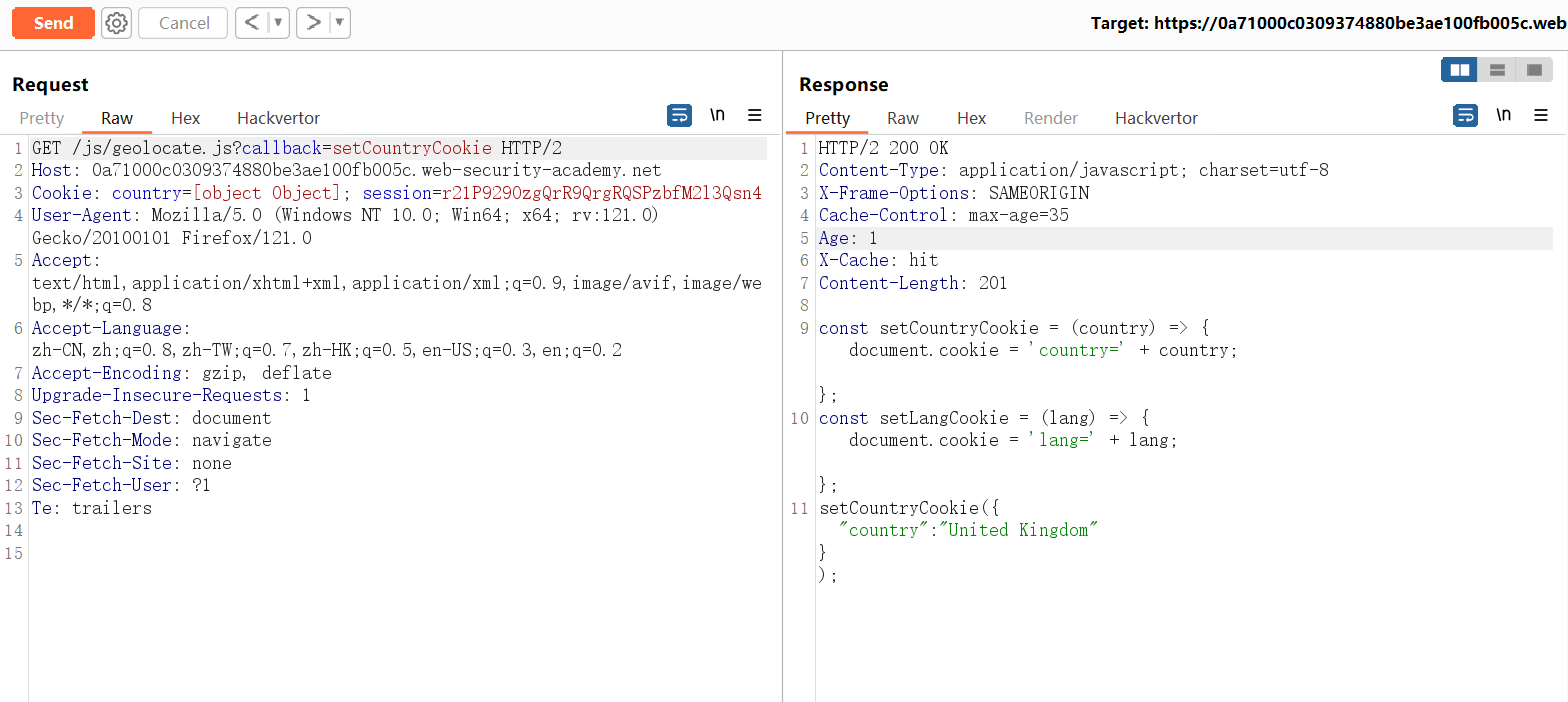 Send
Cancel
< ▼
> ▼
Target: https://0a71000c0309374880be3ae100fb005c.web
Request
Pretty Raw Hex Hackvertor
\n
1 GET /js/geolocate.js?callback=setCountryCookie HTTP/2
2 Host: 0a71000c0309374880be3ae100fb005c.web-security-academy.net
3 Cookie: country=[object Object]; session=r21P929OzgQrR9QrgRQSPzbfM2l3Qsn4
4 User-Agent: Mozilla/5.0 (Windows NT 10.0; Win64; x64; rv:121.0)
Gecko/20100101 Firefox/121.0
5 Accept:
text/html,application/xhtml+xml,application/xml;q=0.9,image/avif,image/we
bp,*/*;q=0.8
6 Accept-Language:
zh-CN,zh;q=0.8,zh-TW;q=0.7,zh-HK;q=0.5,en-US;q=0.3,en;q=0.2
7 Accept-Encoding: gzip, deflate
8 Upgrade-Insecure-Requests: 1
9 Sec-Fetch-Dest: document
10 Sec-Fetch-Mode: navigate
11 Sec-Fetch-Site: none
12 Sec-Fetch-User: ?1
13 Te: trailers
14
15
Response
Pretty Raw Hex Render Hackvertor
\n
1 HTTP/2 200 OK
2 Content-Type: application/javascript; charset=utf-8
3 X-Frame-Options: SAMEORIGIN
4 Cache-Control: max-age=35
5 Age: 1
6 X-Cache: hit
7 Content-Length: 201
8
9 const setCountryCookie = (country) => {
document.cookie = 'country=' + country;
};
10 const setLangCookie = (lang) => {
document.cookie = 'lang=' + lang;
};
11 setCountryCookie({
"country":"United Kingdom"
}
);